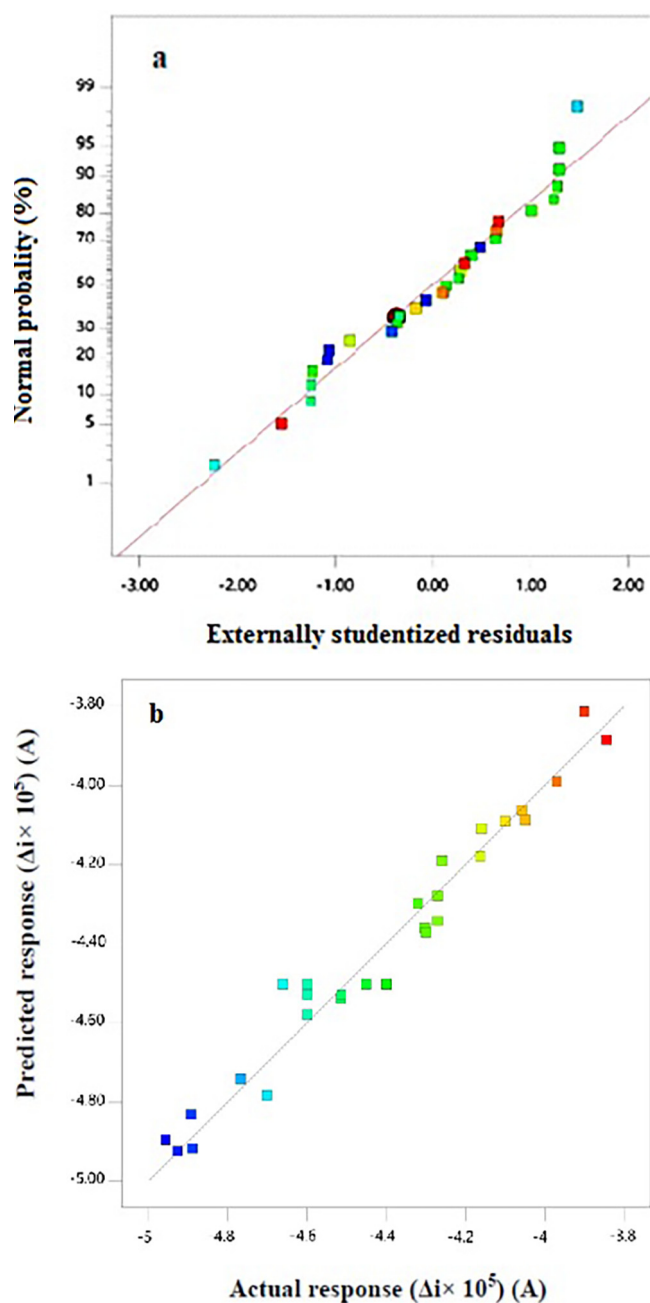 a
Normal probality (%)
99
95
90
80
70
50
30
20
10
5
1
-3.00 -1.00 0.00 1.00 2.00
Externally studentized residuals
b
Predicted response (Δi× 10⁵) (A)
-3.80
-4.00
-4.20
-4.40
-4.50
-4.80
-5.00
-5 -4.8 -4.6 -4.4 -4.2 -4 -3.8
Actual response (Δi× 10⁵) (A)